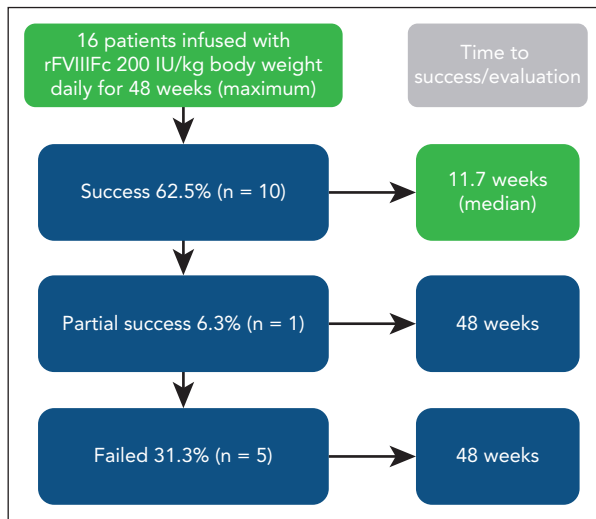 16 patients infused with
rFVIIIFc 200 IU/kg body weight
daily for 48 weeks (maximum)
Time to
success/evaluation
Success 62.5% (n = 10)
11.7 weeks
(median)
Partial success 6.3% (n = 1)
48 weeks
Failed 31.3% (n = 5)
48 weeks